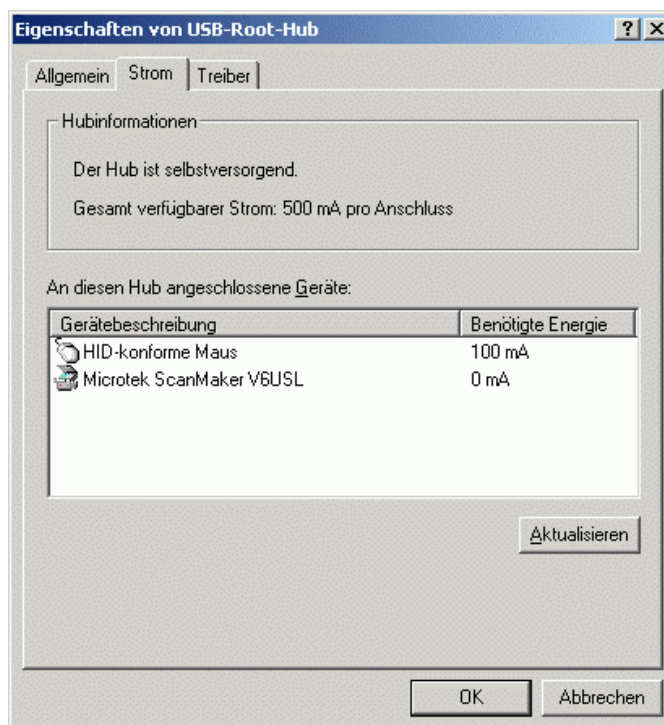 Eigenschaften von USB-Root-Hub
Allgemein Strom Treiber
Hubinformationen
Der Hub ist selbstversorgend.
Gesamt verfügbarer Strom: 500 mA pro Anschluss
An diesen Hub angeschlossene Geräte:
Gerätebeschreibung Benötigte Energie
HID-konforme Maus 100 mA
Microtek ScanMaker V6USL 0 mA
Aktualisieren
OK Abbrechen